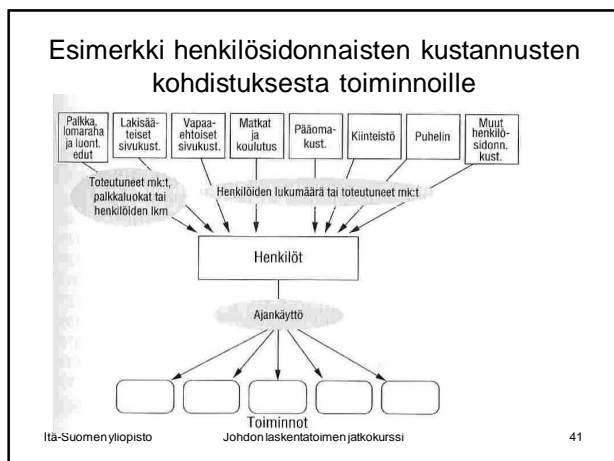 Esimerkki henkilösidonnaisten kustannusten
kohdistuksesta toiminnoille
Palkka,
lomaraha
ja luont.
edut
Lakisää-
teiset
sivukust.
Vapaa-
ehtoiset
sivukust.
Matkat
ja
koulutus
Pääoma-
kust.
Kiinteistö
Puhelin
Muut
henkilö-
sidonn.
kust.
Toteutuneet mk:t,
palkkaluokat tai
henkilöiden lkm
Henkilöiden lukumäärä tai toteutuneet mk:t
Henkilöt
Ajankäyttö
Toiminnot
Itä-Suomen yliopisto
Johdon laskentatoimen jatkokurssi
41